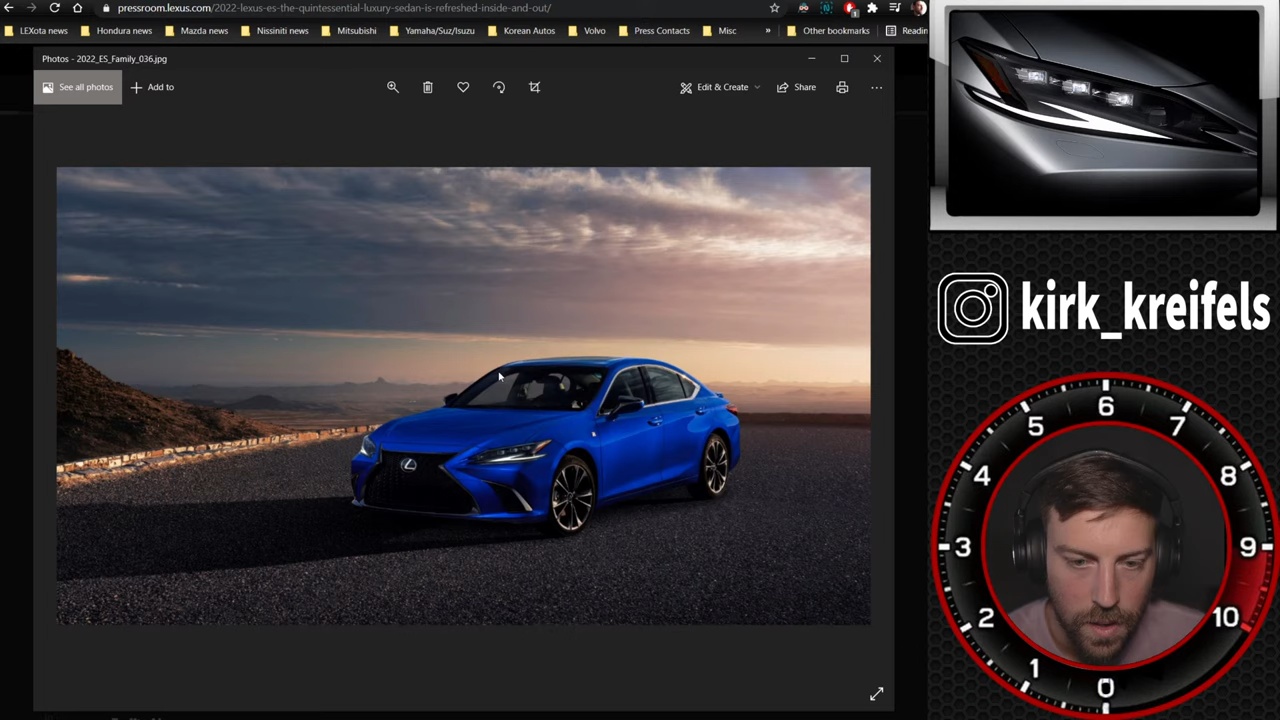 pressroom.lexus.com/2022-lexus-es-the-quintessential-luxury-sedan-is-refreshed-inside-and-out/
LEXota news Hondura news Mazda news Nissiniti news Mitsubishi Yamaha/Suz/Isuzu Korean Autos Volvo Press Contacts Misc » Other bookmarks Readin
Photos - 2022_ES_Family_036.jpg
See all photos + Add to Edit & Create Share
kirk_kreifels
6
5 7
4 8
3 9
2 10
1
0